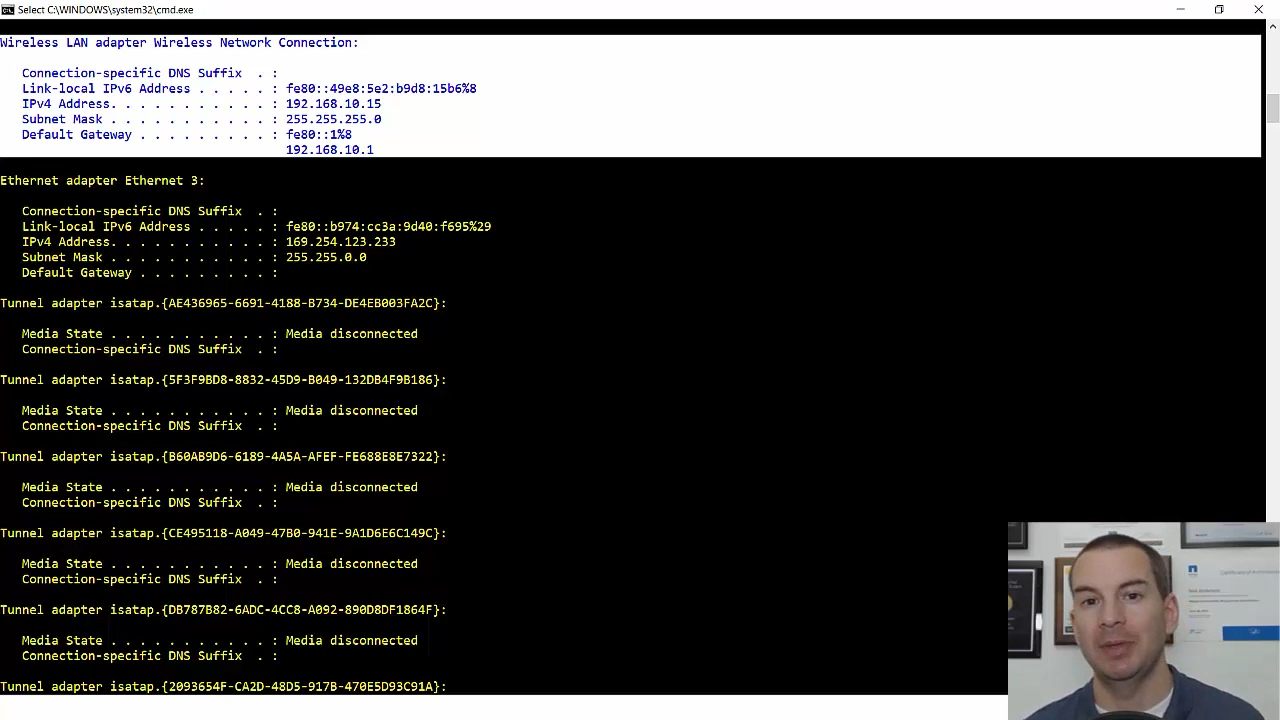 Select C:\WINDOWS\system32\cmd.exe
Wireless LAN adapter Wireless Network Connection:
Connection-specific DNS Suffix . :
Link-local IPv6 Address . . . . . : fe80::49e8:5e2:b9d8:15b6%8
IPv4 Address. . . . . . . . . . . : 192.168.10.15
Subnet Mask . . . . . . . . . . . : 255.255.255.0
Default Gateway . . . . . . . . . : fe80::1%8
192.168.10.1
Ethernet adapter Ethernet 3:
Connection-specific DNS Suffix . :
Link-local IPv6 Address . . . . . : fe80::b974:cc3a:9d40:f695%29
IPv4 Address. . . . . . . . . . . : 169.254.123.233
Subnet Mask . . . . . . . . . . . : 255.255.0.0
Default Gateway . . . . . . . . . :
Tunnel adapter isatap.{AE436965-6691-4188-B734-DE4EB003FA2C}:
Media State . . . . . . . . . . . : Media disconnected
Connection-specific DNS Suffix . :
Tunnel adapter isatap.{5F3F9BD8-8832-45D9-B049-132DB4F9B186}:
Media State . . . . . . . . . . . : Media disconnected
Connection-specific DNS Suffix . :
Tunnel adapter isatap.{B60AB9D6-6189-4A5A-AFEF-FE688E8E7322}:
Media State . . . . . . . . . . . : Media disconnected
Connection-specific DNS Suffix . :
Tunnel adapter isatap.{CE495118-A049-47B0-941E-9A1D6E6C149C}:
Media State . . . . . . . . . . . : Media disconnected
Connection-specific DNS Suffix . :
Tunnel adapter isatap.{DB787B82-6ADC-4CC8-A092-890D8DF1864F}:
Media State . . . . . . . . . . . : Media disconnected
Connection-specific DNS Suffix . :
Tunnel adapter isatap.{2093654F-CA2D-48D5-917B-470E5D93C91A}: